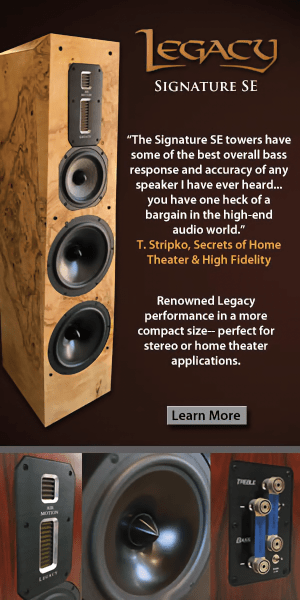 LEGACY
SIGNATURE SE
“The Signature SE towers have
some of the best overall bass
response and accuracy of any
speaker I have ever heard...
you have one heck of a
bargain in the high-end
audio world.”
T. Stripko, Secrets of Home
Theater & High Fidelity
Renowned Legacy
performance in a more
compact size-- perfect for
stereo or home theater
applications.
Learn More
AIR
MOTION
LEGACY
TREBLE
BASS